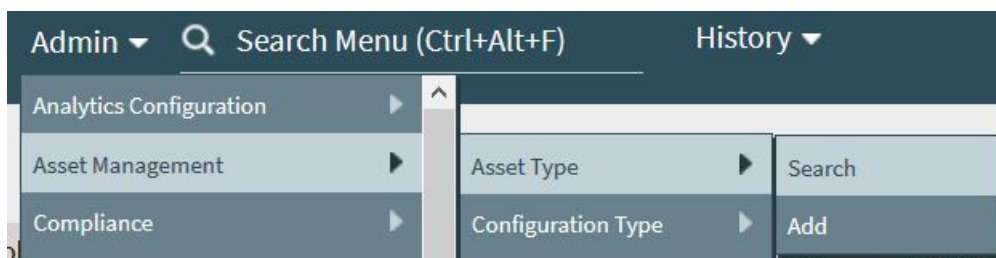 Admin Search Menu (Ctrl+Alt+F) History
Analytics Configuration
Asset Management Asset Type Search
Compliance Configuration Type Add